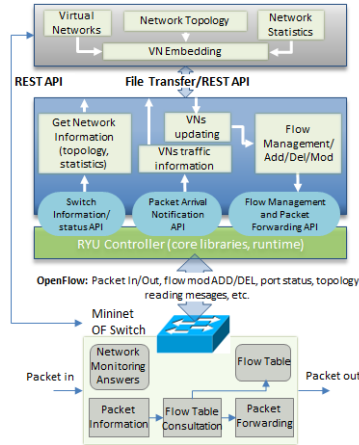 Virtual
Networks
Network Topology
Network
Statistics
VN Embedding
REST API
File Transfer/REST API
Get Network
Information
(topology,
statistics)
VNs
updating
VNs traffic
information
Flow
Management/
Add/Del/Mod
Switch
Information/
status API
Packet Arrival
Notification
API
Flow Management
and Packet
Forwarding API
RYU Controller (core libraries, runtime)
OpenFlow: Packet In/Out, flow mod ADD/DEL, port status, topology
reading mesages, etc.
Mininet
OF Switch
Network
Monitoring
Answers
Flow Table
Packet in
Packet out
Packet
Information
Flow Table
Consultation
Packet
Forwarding